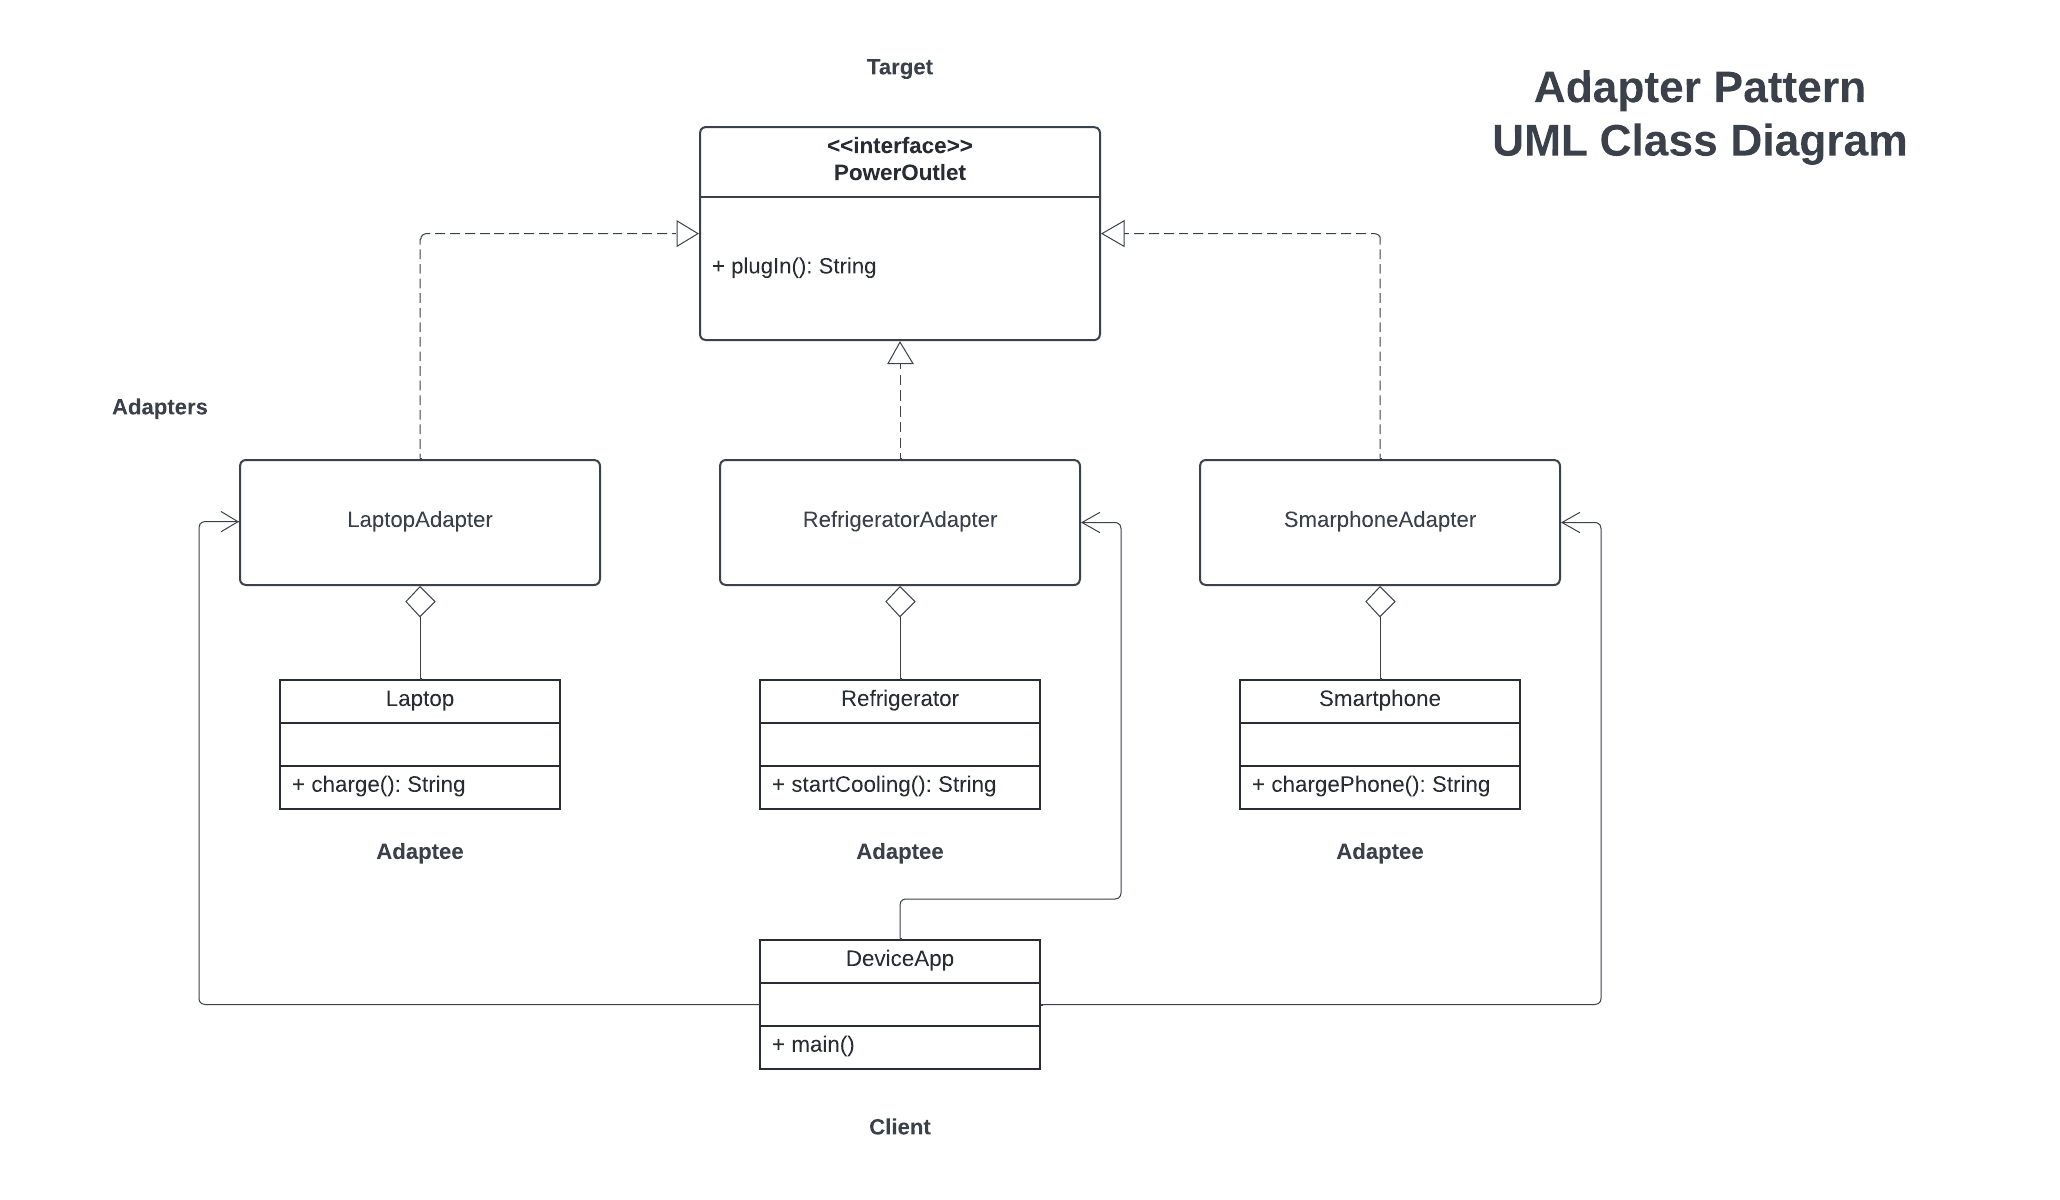 Target
Adapter Pattern
UML Class Diagram
<<interface>>
PowerOutlet
+ plugIn(): String
Adapters
LaptopAdapter
RefrigeratorAdapter
SmarphoneAdapter
Laptop
+ charge(): String
Adaptee
Refrigerator
+ startCooling(): String
Adaptee
Smartphone
+ chargePhone(): String
Adaptee
DeviceApp
+ main()
Client